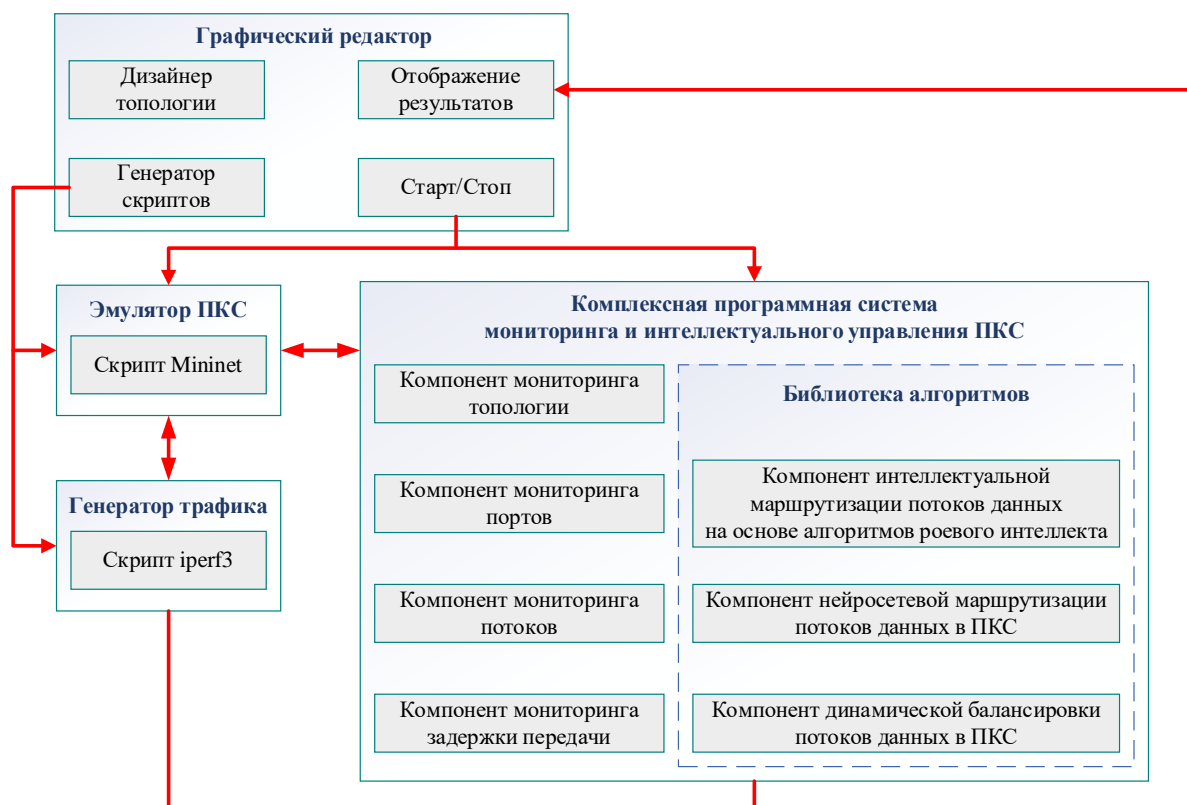 Графический редактор
Дизайнер
топологии
Отображение
результатов
Генератор
скриптов
Старт/Стоп
Эмулятор ПКС
Скрипт Mininet
Генератор трафика
Скрипт iperf3
Комплексная программная система
мониторинга и интеллектуального управления ПКС
Компонент мониторинга
топологии
Компонент мониторинга
портов
Компонент мониторинга
потоков
Компонент мониторинга
задержки передачи
Библиотека алгоритмов
Компонент интеллектуальной
маршрутизации потоков данных
на основе алгоритмов роевого интеллекта
Компонент нейросетевой маршрутизации
потоков данных в ПКС
Компонент динамической балансировки
потоков данных в ПКС